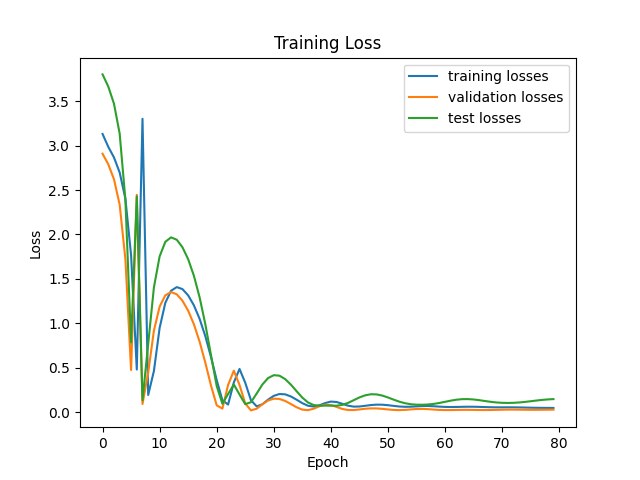 Training Loss
training losses
validation losses
test losses
Loss
3.5
3.0
2.5
2.0
1.5
1.0
0.5
0.0
0 10 20 30 40 50 60 70 80
Epoch